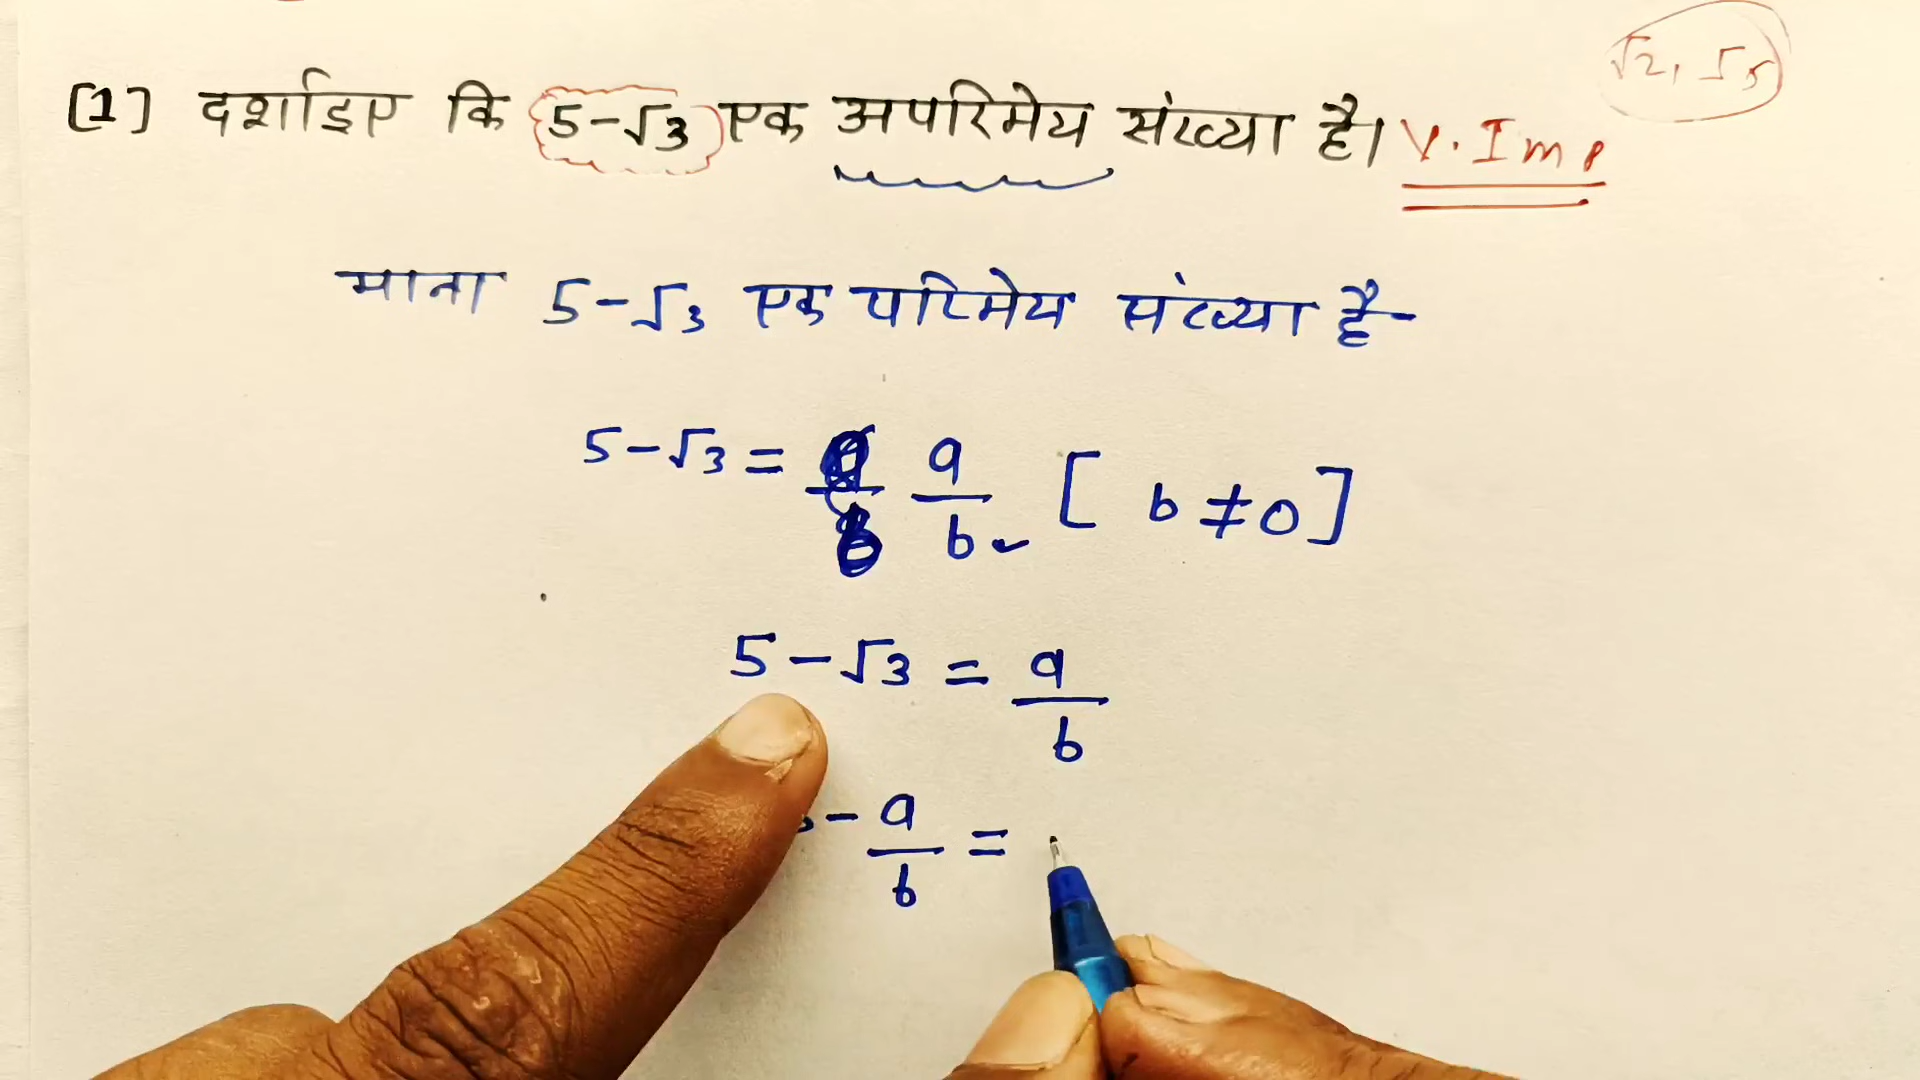 √2, √5
[1] दर्शाइए कि 5-√3 एक अपरिमेय संख्या है। V. Imp
माना 5-√3 एक परिमेय संख्या है-
5-√3 = a/b [ b ≠ 0 ]
5-√3 = a/b
- a/b =